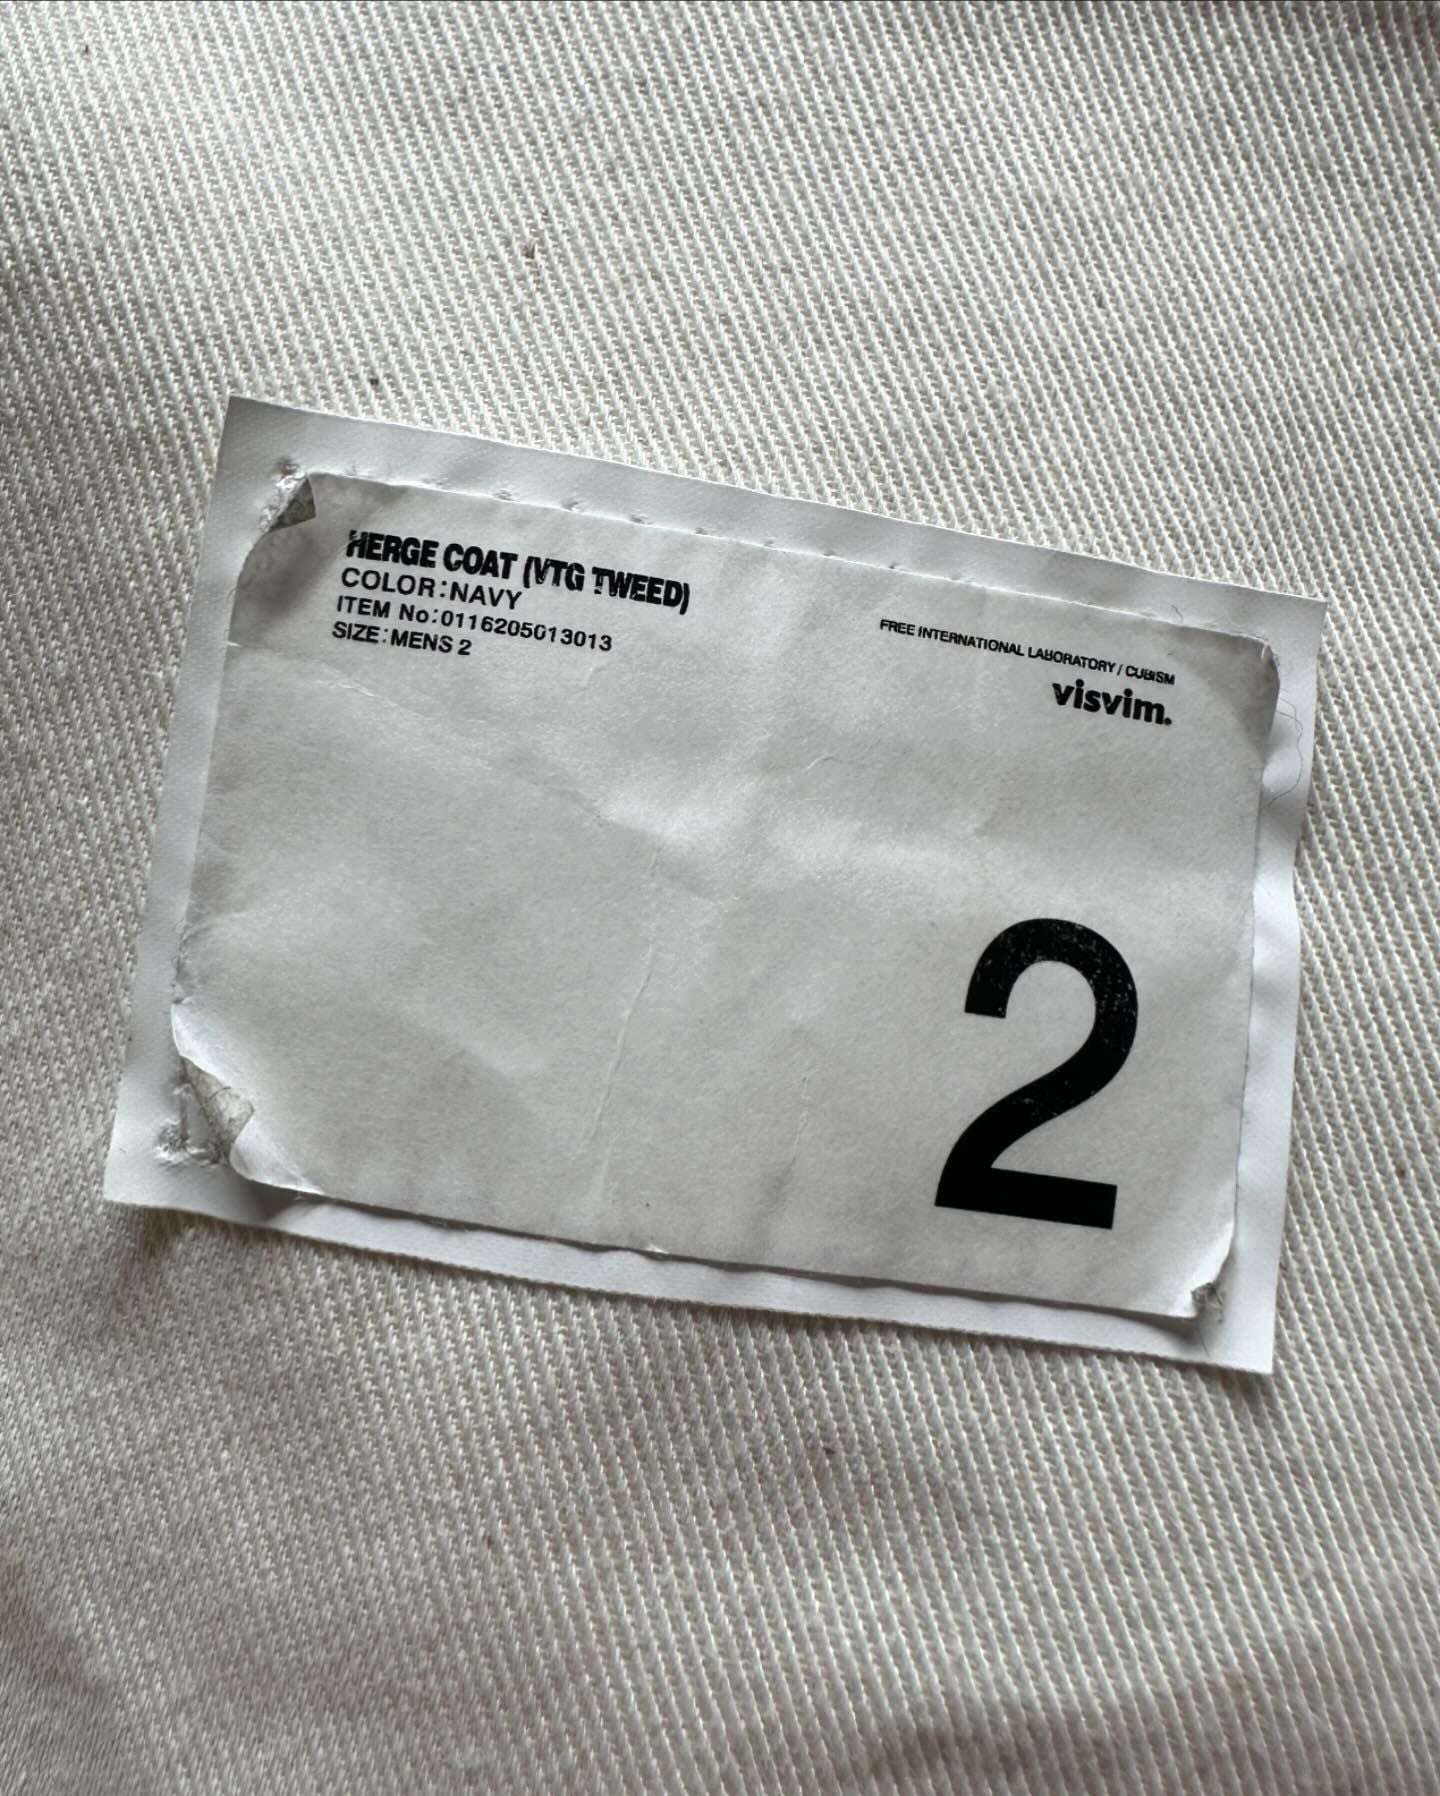 HERGE COAT (VTG TWEED)
COLOR:NAVY
ITEM No:0116205013013
SIZE:MENS 2
FREE INTERNATIONAL LABORATORY / CUBISM
visvim.
2